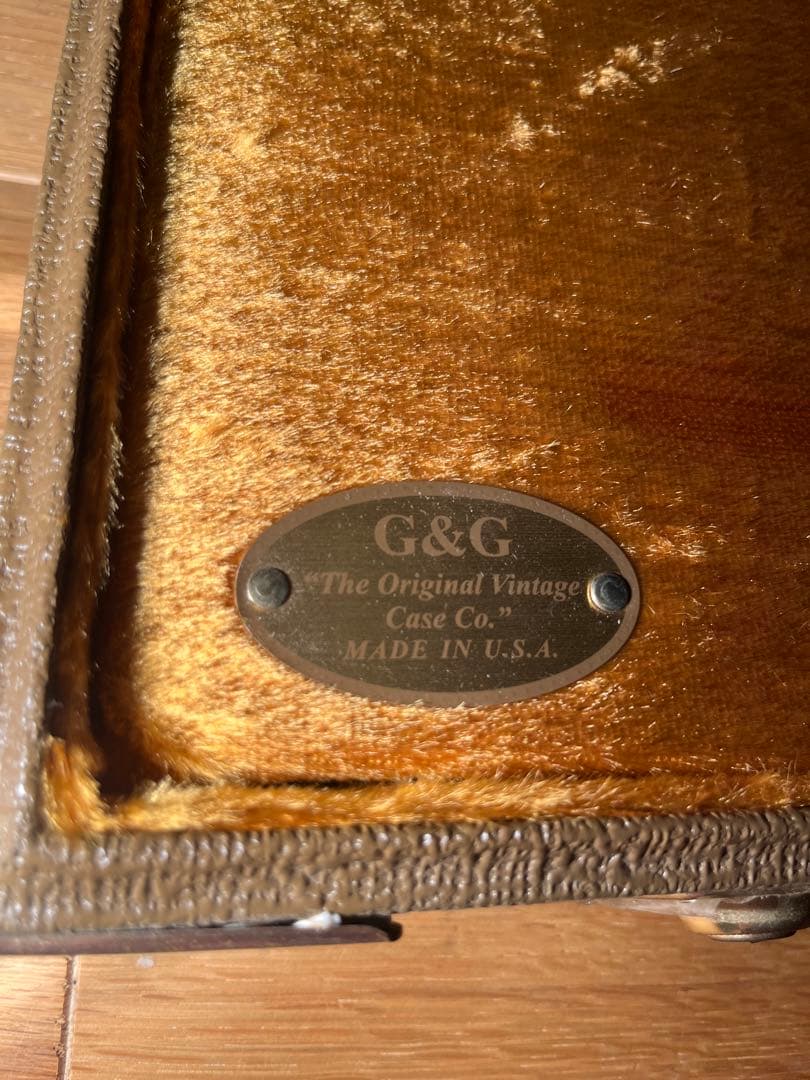 G&G
"The Original Vintage
Case Co."
MADE IN U.S.A.